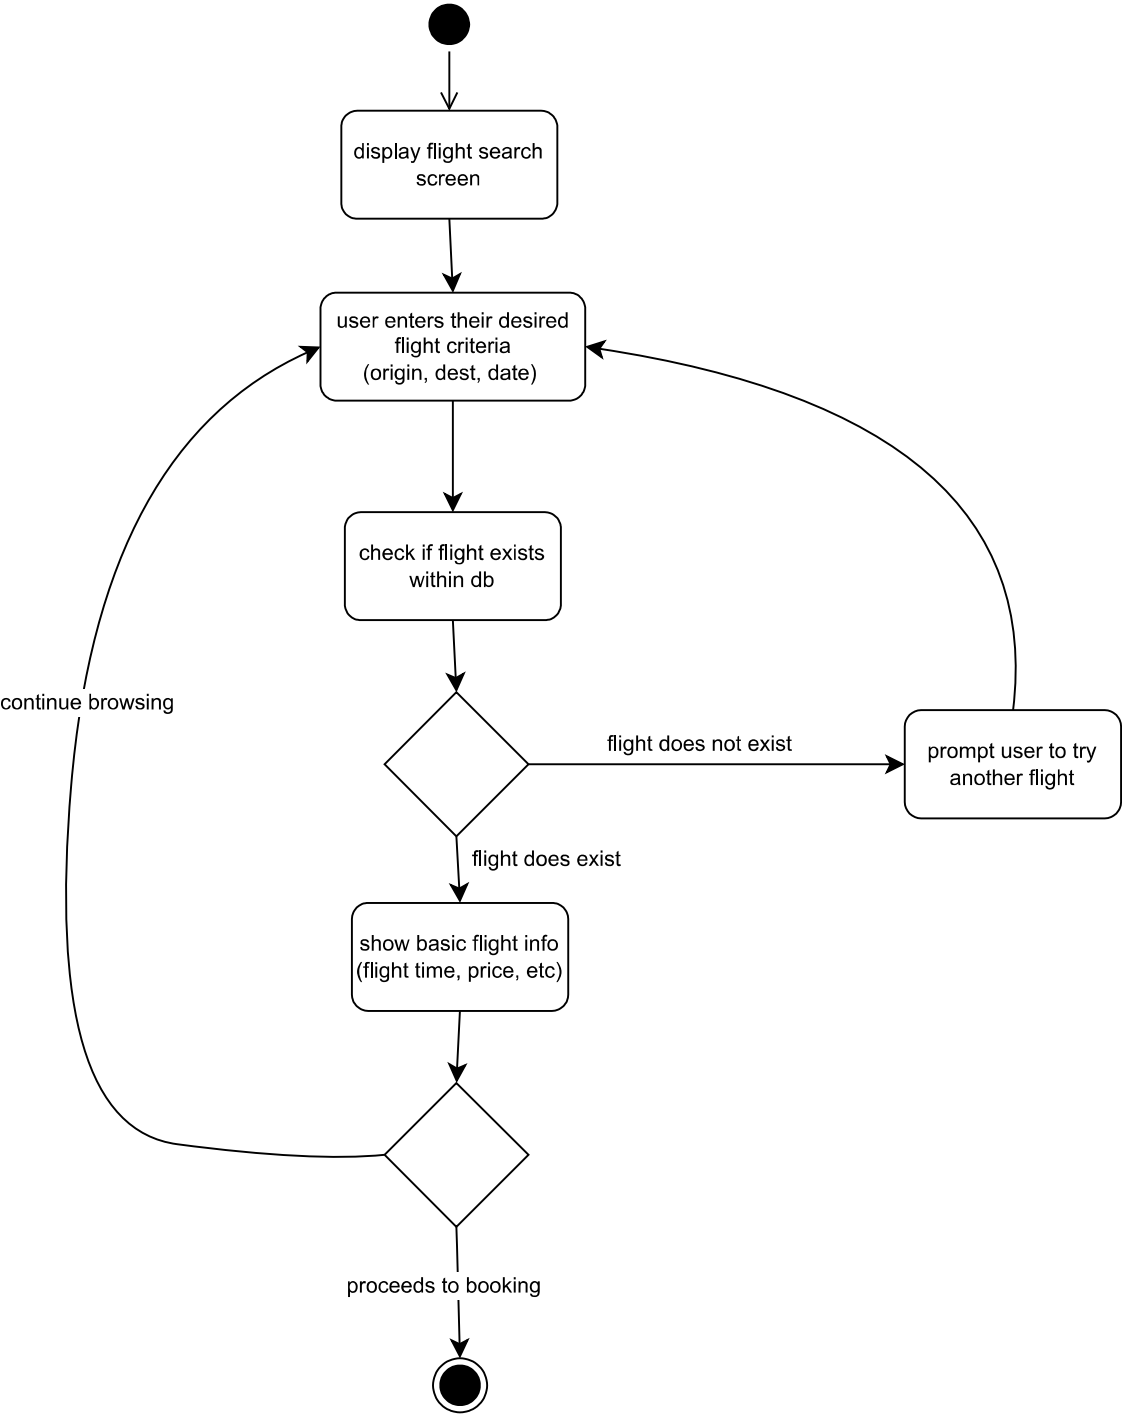 display flight search
screen
user enters their desired
flight criteria
(origin, dest, date)
check if flight exists
within db
continue browsing
flight does not exist
prompt user to try
another flight
flight does exist
show basic flight info
(flight time, price, etc)
proceeds to booking